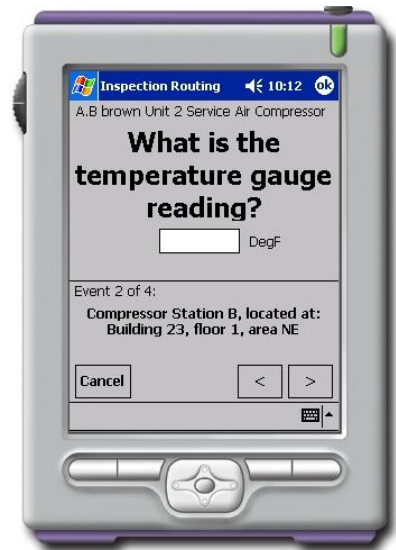 Inspection Routing 10:12 ok
A.B brown Unit 2 Service Air Compressor
What is the
temperature gauge
reading?
DegF
Event 2 of 4:
Compressor Station B, located at:
Building 23, floor 1, area NE
Cancel < >